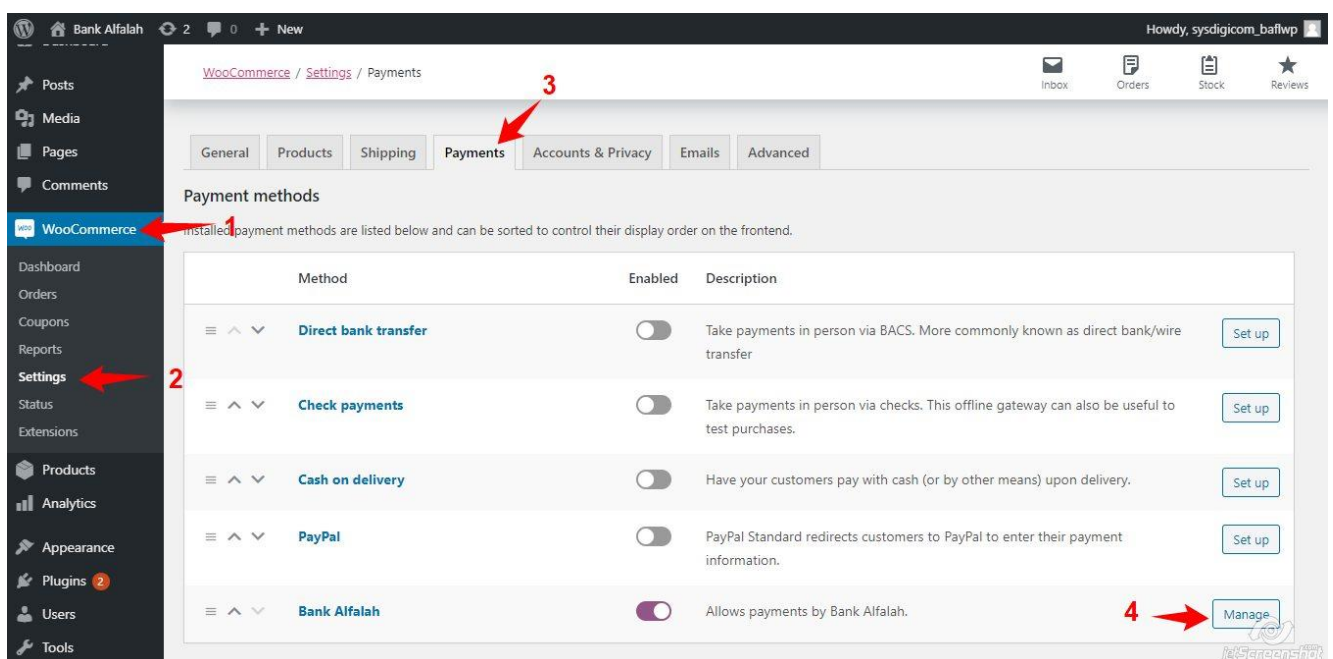 Bank Alfalah 2 0 New Howdy, sysdigicom_baflwp
Posts
Media
Pages
Comments
WooCommerce
Dashboard
Orders
Coupons
Reports
Settings
Status
Extensions
Products
Analytics
Appearance
Plugins 2
Users
Tools
WooCommerce / Settings / Payments
Inbox Orders Stock Reviews
3
General Products Shipping Payments Accounts & Privacy Emails Advanced
Payment methods
1
Installed payment methods are listed below and can be sorted to control their display order on the frontend.
Method Enabled Description
Direct bank transfer Take payments in person via BACS. More commonly known as direct bank/wire
transfer
Set up
2
Check payments Take payments in person via checks. This offline gateway can also be useful to
test purchases.
Set up
Cash on delivery Have your customers pay with cash (or by other means) upon delivery. Set up
PayPal PayPal Standard redirects customers to PayPal to enter their payment
information.
Set up
Bank Alfalah Allows payments by Bank Alfalah. 4 Manage
jetScreenshot